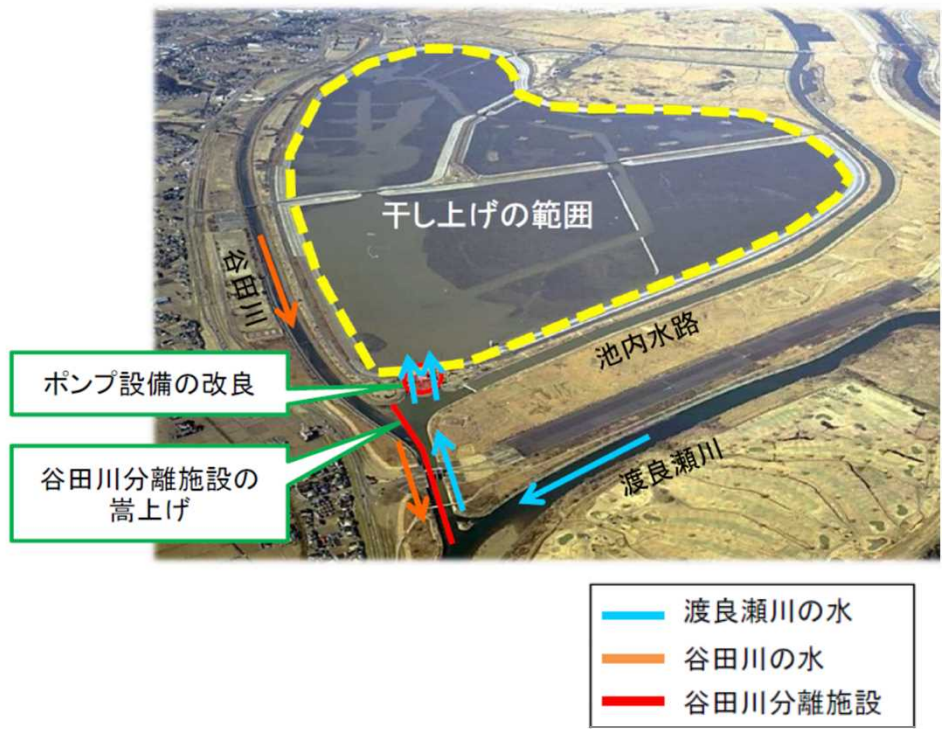 干し上げの範囲
谷田川
池内水路
ポンプ設備の改良
谷田川分離施設の
嵩上げ
渡良瀬川
渡良瀬川の水
谷田川の水
谷田川分離施設